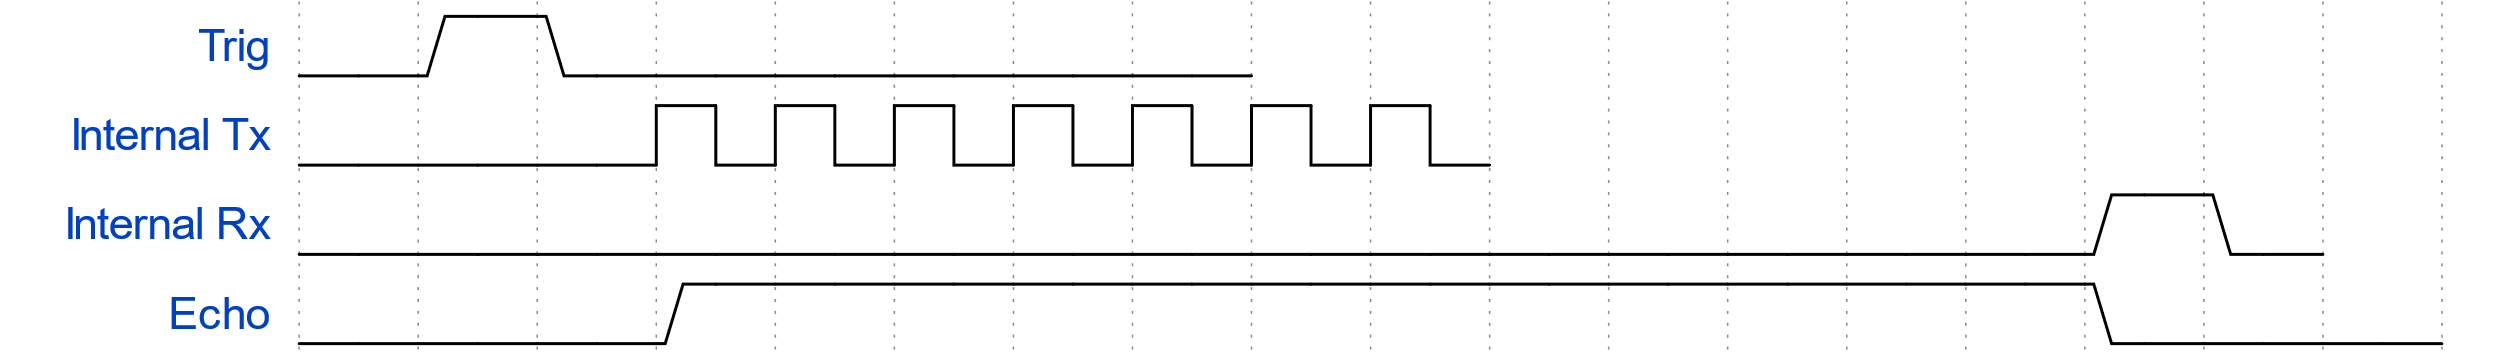 Trig
Internal Tx
Internal Rx
Echo